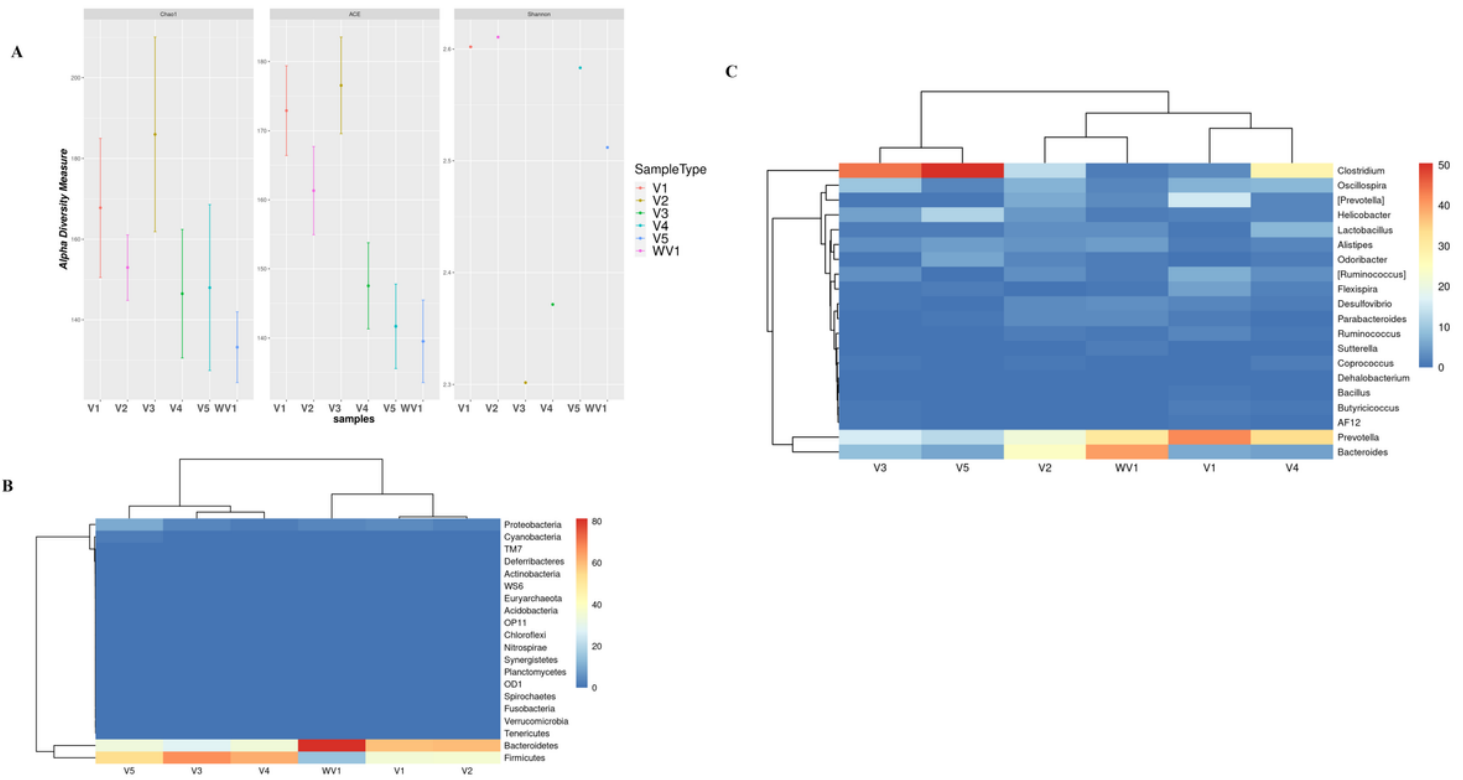 A
Chao1
ACE
Shannon
Alpha Diversity Measure
200
180
160
140
180
170
160
150
140
2.6
2.5
2.4
2.3
V1 V2 V3 V4 V5 WV1
V1 V2 V3 V4 V5 WV1
V1 V2 V3 V4 V5 WV1
samples
SampleType
V1
V2
V3
V4
V5
WV1
B
Proteobacteria
Cyanobacteria
TM7
Deferribacteres
Actinobacteria
WS6
Euryarchaeota
Acidobacteria
OP11
Chloroflexi
Nitrospirae
Synergistetes
Planctomycetes
OD1
Spirochaetes
Fusobacteria
Verrucomicrobia
Tenericutes
Bacteroidetes
Firmicutes
V5 V3 V4 WV1 V1 V2
80
60
40
20
0
C
Clostridium
Oscillospira
[Prevotella]
Helicobacter
Lactobacillus
Alistipes
Odoribacter
[Ruminococcus]
Flexispira
Desulfovibrio
Parabacteroides
Ruminococcus
Sutterella
Coprococcus
Dehalobacterium
Bacillus
Butyricicoccus
AF12
Prevotella
Bacteroides
V3 V5 V2 WV1 V1 V4
50
40
30
20
10
0